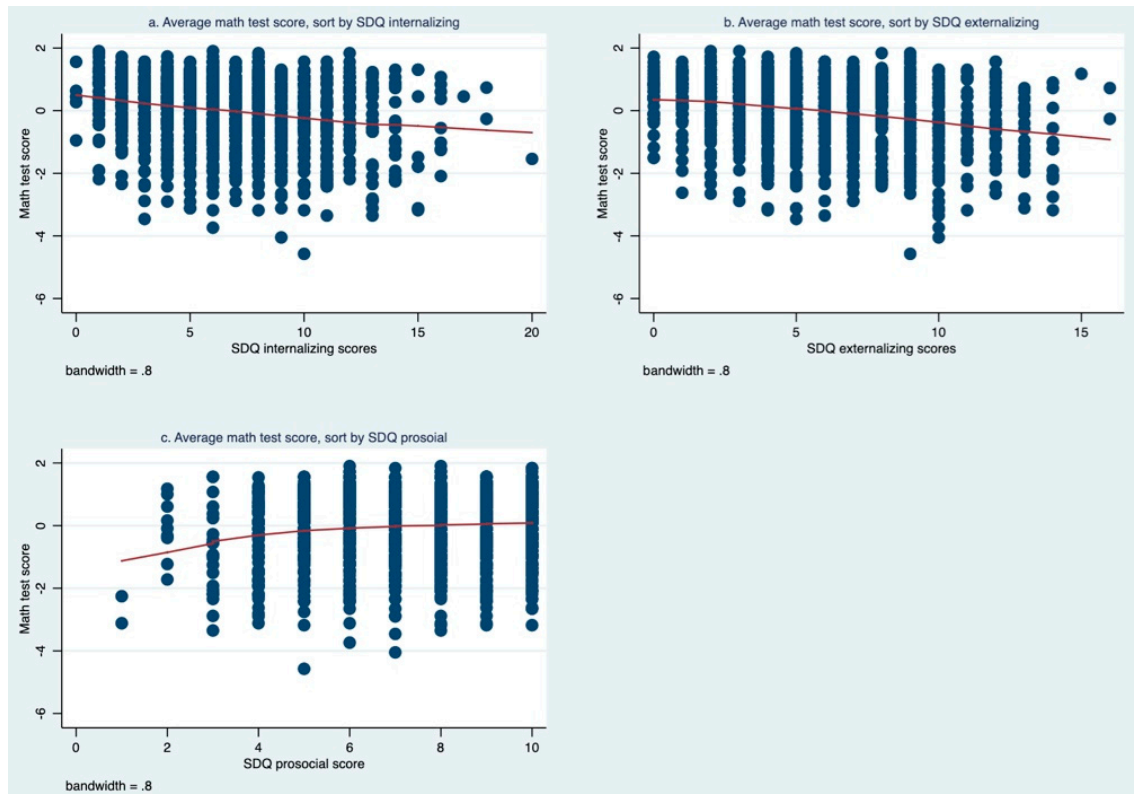 a. Average math test score, sort by SDQ internalizing
2
0
-2
-4
-6
Math test score
0 5 10 15 20
SDQ internalizing scores
bandwidth = .8
b. Average math test score, sort by SDQ externalizing
2
0
-2
-4
-6
Math test score
0 5 10 15
SDQ externalizing scores
bandwidth = .8
c. Average math test score, sort by SDQ prosoial
2
0
-2
-4
-6
Math test score
0 2 4 6 8 10
SDQ prosocial score
bandwidth = .8